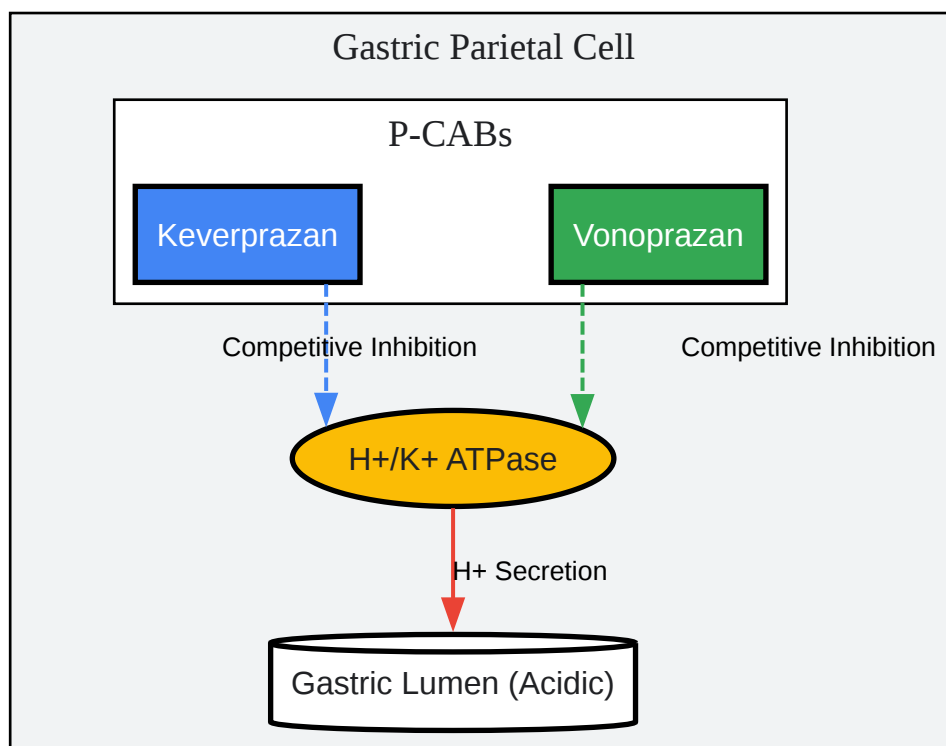 Gastric Parietal Cell
P-CABs
Keverprazan
Vonoprazan
Competitive Inhibition
Competitive Inhibition
H+/K+ ATPase
H+ Secretion
Gastric Lumen (Acidic)